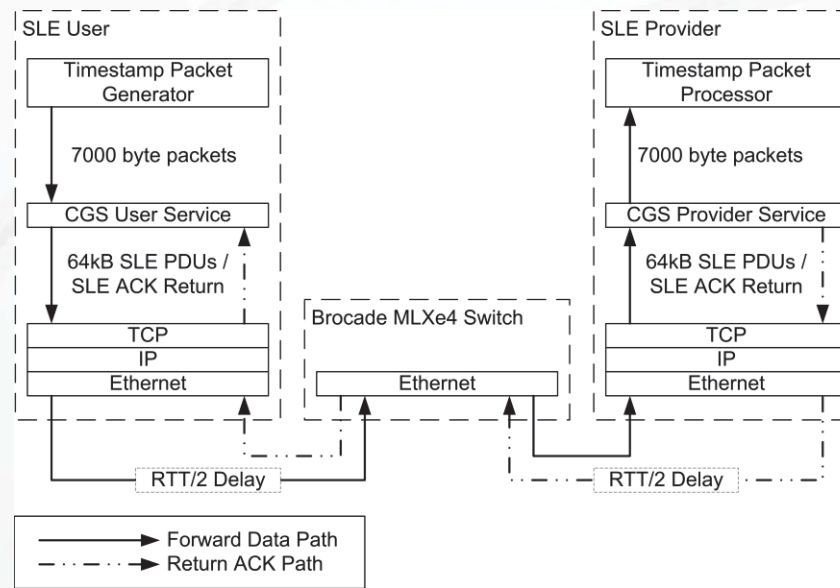 SLE User
Timestamp Packet
Generator
7000 byte packets
CGS User Service
64kB SLE PDUs /
SLE ACK Return
TCP
IP
Ethernet
Brocade MLXe4 Switch
Ethernet
SLE Provider
Timestamp Packet
Processor
7000 byte packets
CGS Provider Service
64kB SLE PDUs /
SLE ACK Return
TCP
IP
Ethernet
RTT/2 Delay
RTT/2 Delay
Forward Data Path
Return ACK Path